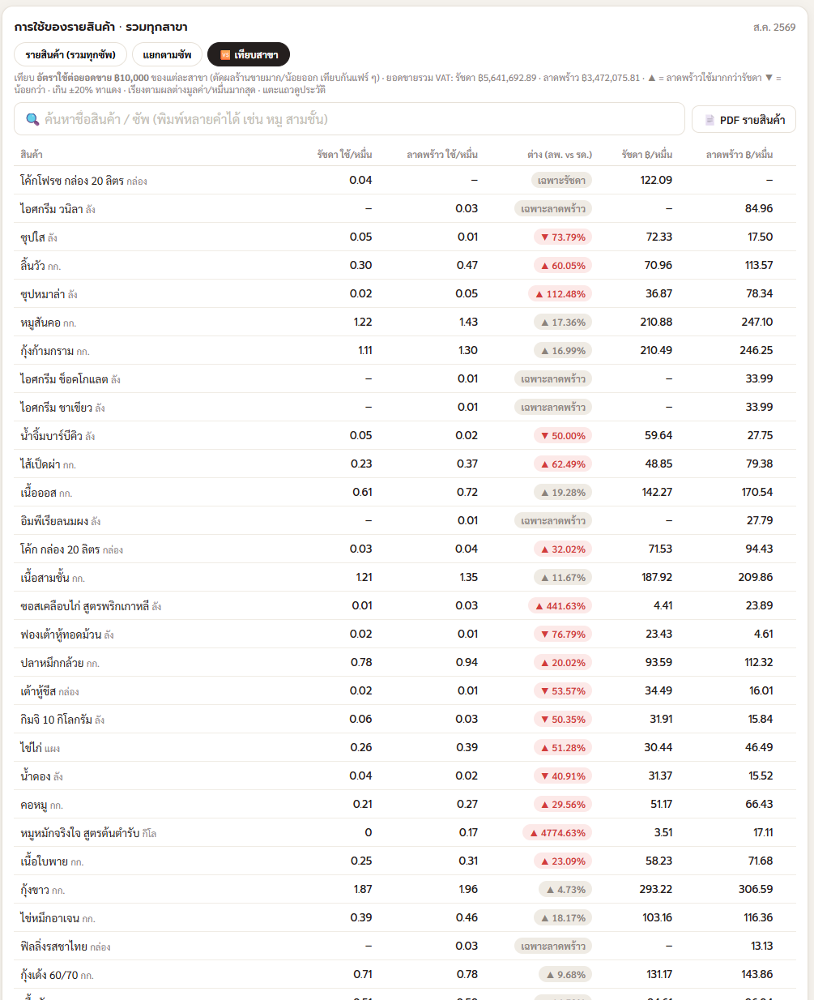 การใช้ของรายสินค้า · รวมทุกสาขา
ส.ค. 2569
รายสินค้า (รวมทุกซัพ) แยกตามซัพ 🆚 เทียบสาขา
เทียบ อัตราใช้ต่อยอดขาย ฿10,000 ของแต่ละสาขา (ตัดผลร้านขายมาก/น้อยออก เทียบกันแฟร์ ๆ) · ยอดขายรวม VAT: รัชดา ฿5,641,692.89 · ลาดพร้าว ฿3,472,075.81 · ▲ = ลาดพร้าวใช้มากกว่ารัชดา ▼ =
น้อยกว่า · เกิน ±20% ทาแดง · เรียงตามผลต่างมูลค่า/หมื่นมากสุด · แตะแถวดูประวัติ
🔍 ค้นหาชื่อสินค้า / ซัพ (พิมพ์หลายคำได้ เช่น หมู สามชั้น) 📄 PDF รายสินค้า
สินค้า รัชดา ใช้/หมื่น ลาดพร้าว ใช้/หมื่น ต่าง (ลพ. vs รด.) รัชดา ฿/หมื่น ลาดพร้าว ฿/หมื่น
โค้กโฟรซ กล่อง 20 ลิตร กล่อง 0.04 – เฉพาะรัชดา 122.09 –
ไอศกรีม วนิลา ลัง – 0.03 เฉพาะลาดพร้าว – 84.96
ซุปใส ลัง 0.05 0.01 ▼ 73.79% 72.33 17.50
ลิ้นวัว กก. 0.30 0.47 ▲ 60.05% 70.96 113.57
ซุปหมาล่า ลัง 0.02 0.05 ▲ 112.48% 36.87 78.34
หมูสันคอ กก. 1.22 1.43 ▲ 17.36% 210.88 247.10
กุ้งก้ามกราม กก. 1.11 1.30 ▲ 16.99% 210.49 246.25
ไอศกรีม ช็อคโกแลต ลัง – 0.01 เฉพาะลาดพร้าว – 33.99
ไอศกรีม ชาเขียว ลัง – 0.01 เฉพาะลาดพร้าว – 33.99
น้ำจิ้มบาร์บีคิว ลัง 0.05 0.02 ▼ 50.00% 59.64 27.75
ไส้เป็ดผ่า กก. 0.23 0.37 ▲ 62.49% 48.85 79.38
เนื้อออส กก. 0.61 0.72 ▲ 19.28% 142.27 170.54
อิมพีเรียลนมผง ลัง – 0.01 เฉพาะลาดพร้าว – 27.79
โค้ก กล่อง 20 ลิตร กล่อง 0.03 0.04 ▲ 32.02% 71.53 94.43
เนื้อสามชั้น กก. 1.21 1.35 ▲ 11.67% 187.92 209.86
ซอสเคลือบไก่ สูตรพริกเกาหลี ลัง 0.01 0.03 ▲ 441.63% 4.41 23.89
ฟองเต้าหู้ทอดม้วน ลัง 0.02 0.01 ▼ 76.79% 23.43 4.61
ปลาหมึกกล้วย กก. 0.78 0.94 ▲ 20.02% 93.59 112.32
เต้าหู้ชีส กล่อง 0.02 0.01 ▼ 53.57% 34.49 16.01
กิมจิ 10 กิโลกรัม ลัง 0.06 0.03 ▼ 50.35% 31.91 15.84
ไข่ไก่ แผง 0.26 0.39 ▲ 51.28% 30.44 46.49
น้ำดอง ลัง 0.04 0.02 ▼ 40.91% 31.37 15.52
คอหมู กก. 0.21 0.27 ▲ 29.56% 51.17 66.43
หมูหมักจริงใจ สูตรต้นตำรับ กิโล 0 0.17 ▲ 4774.63% 3.51 17.11
เนื้อใบพาย กก. 0.25 0.31 ▲ 23.09% 58.23 71.68
กุ้งขาว กก. 1.87 1.96 ▲ 4.73% 293.22 306.59
ไข่หมึกอาเจน กก. 0.39 0.46 ▲ 18.17% 103.16 116.36
ฟิลลิ่งรสชาไทย กล่อง – 0.03 เฉพาะลาดพร้าว – 13.13
กุ้งเด้ง 60/70 กก. 0.71 0.78 ▲ 9.68% 131.17 143.86